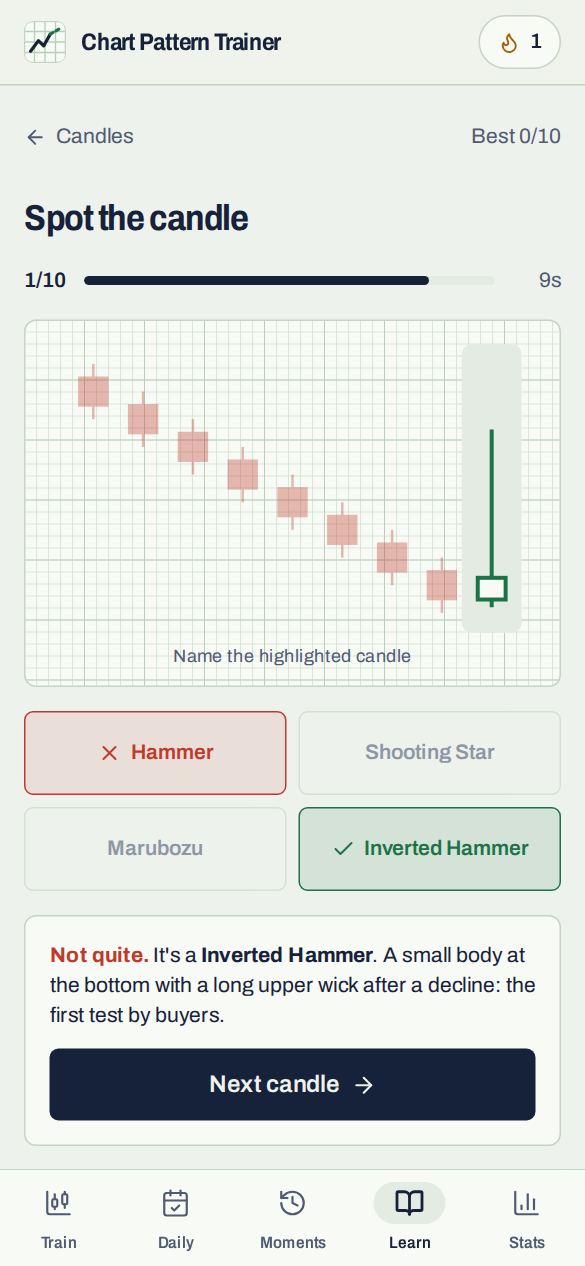 Chart Pattern Trainer
1
Candles
Best 0/10
Spot the candle
1/10
9s
Name the highlighted candle
Hammer
Shooting Star
Marubozu
Inverted Hammer
Not quite. It's a Inverted Hammer. A small body at
the bottom with a long upper wick after a decline: the
first test by buyers.
Next candle
Train
Daily
Moments
Learn
Stats